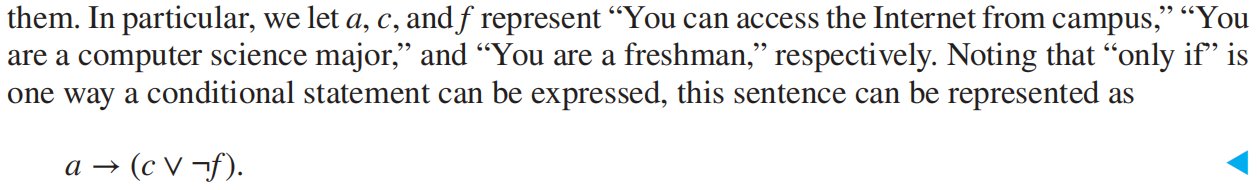 them. In particular, we let a, c, and f represent “You can access the Internet from campus,” “You
are a computer science major,” and “You are a freshman,” respectively. Noting that “only if” is
one way a conditional statement can be expressed, this sentence can be represented as
a → (c ∨ ¬f).